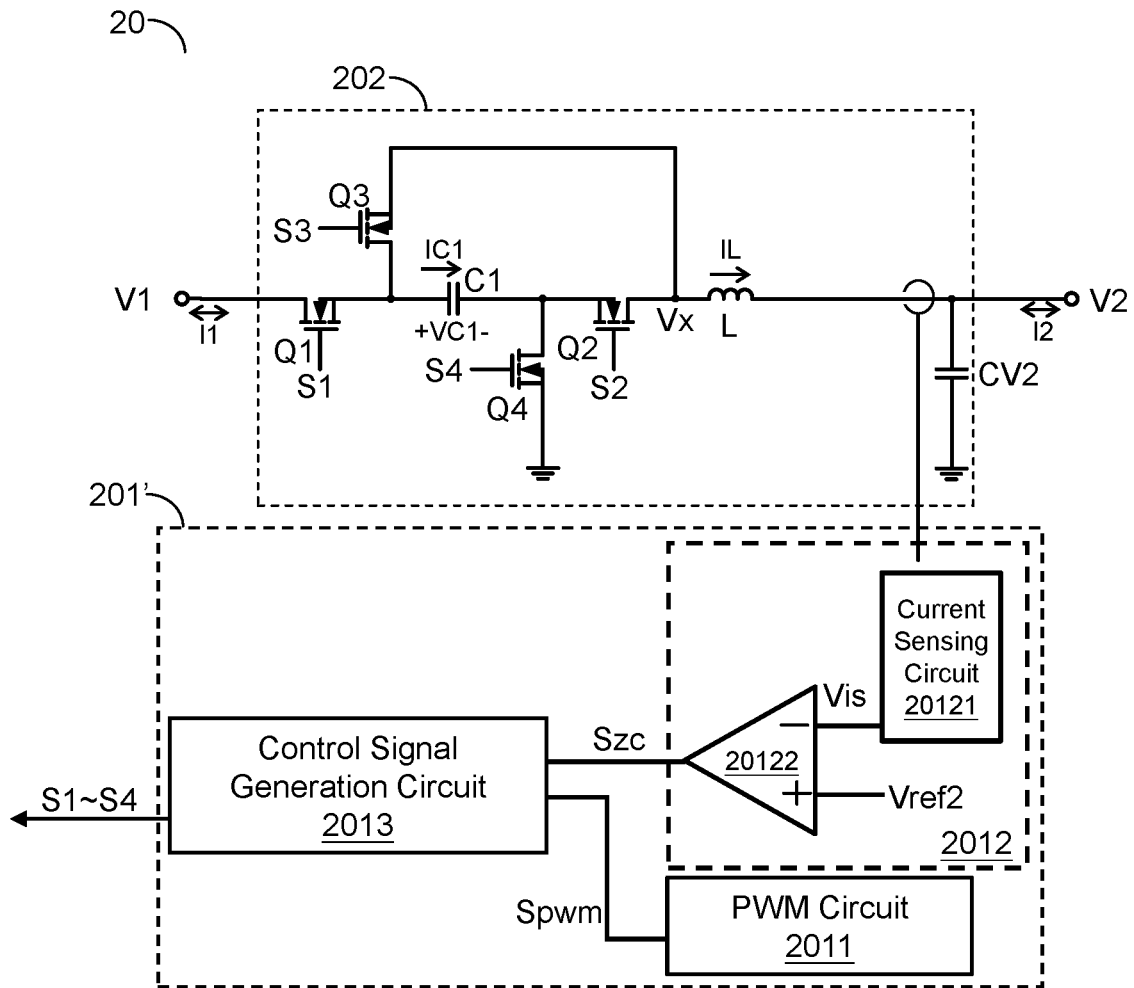 20
202
Q3
S3
IC1
C1
IL
V1
I1
+VC1-
Q1
S1
S4
Q4
Q2
S2
Vx
L
V2
I2
CV2
201’
Current
Sensing
Circuit
20121
Vis
20122
−
+
Vref2
2012
Szc
Control Signal
Generation Circuit
2013
S1~S4
Spwm
PWM Circuit
2011